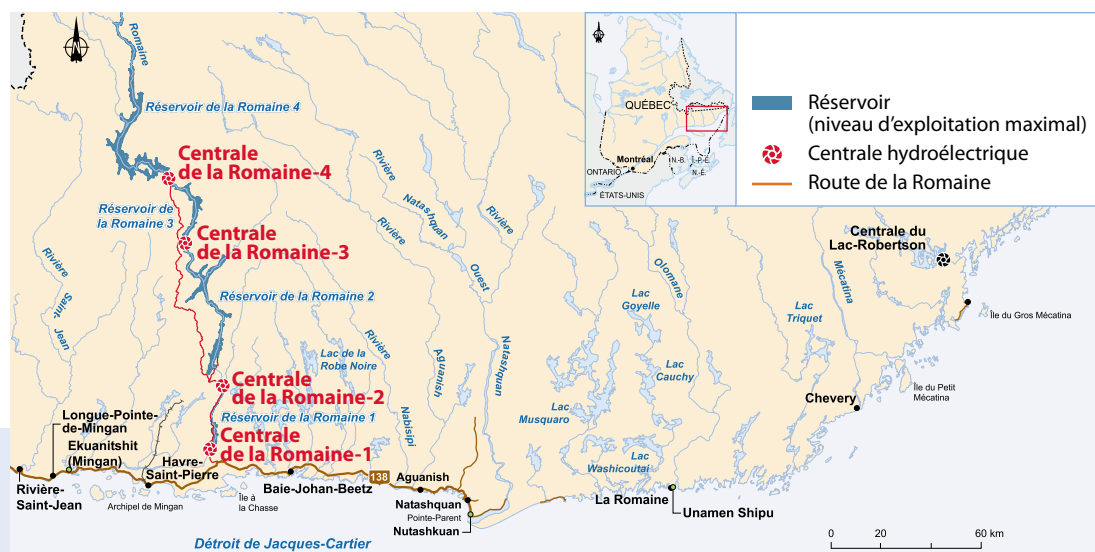 Romaine
Réservoir de la Romaine 4
Centrale
de la Romaine-4
Réservoir de
la Romaine 3
Centrale
de la Romaine-3
Réservoir de la Romaine 2
Centrale
de la Romaine-2
Réservoir de la Romaine 1
Centrale
de la Romaine-1
Rivière
Saint-
Jean
Lac de la
Robe Noire
Rivière
Nabisipi
Rivière
Aguanish
Rivière
Natashquan
Ouest
Rivière
Natashquan
Lac
Goyelle
Olomane
Lac
Cauchy
Lac
Musquaro
Lac
Washicoutai
Lac
Triquet
Mécatina
Centrale du
Lac-Robertson
Île du Gros Mécatina
Île du Petit
Mécatina
Chevery
Longue-Pointe-
de-Mingan
Ekuanitshit
(Mingan)
Havre-
Saint-Pierre
Rivière-
Saint-Jean
Archipel de Mingan
Île à
la Chasse
Baie-Johan-Beetz
138
Aguanish
Natashquan
Pointe-Parent
Nutashkuan
La Romaine
Unamen Shipu
Détroit de Jacques-Cartier
0 20 60 km
QUÉBEC
Montréal
ONTARIO
ÉTATS-UNIS
N.-B.
Î.-P.-É.
N.-É.
Réservoir
(niveau d'exploitation maximal)
Centrale hydroélectrique
Route de la Romaine